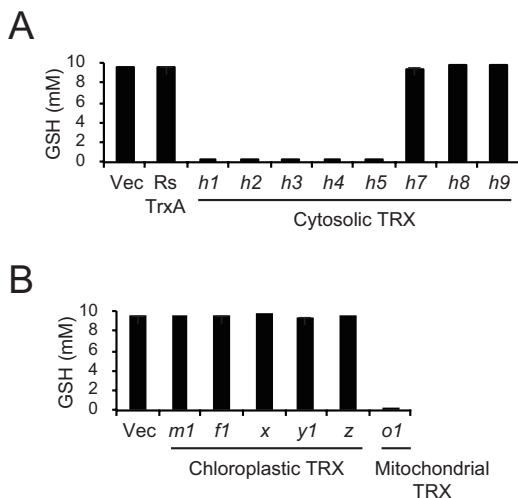 A
GSH (mM)
10
8
6
4
2
0
Vec Rs TrxA h1 h2 h3 h4 h5 h7 h8 h9
Cytosolic TRX
B
GSH (mM)
10
8
6
4
2
0
Vec m1 f1 x y1 z o1
Chloroplastic TRX Mitochondrial TRX